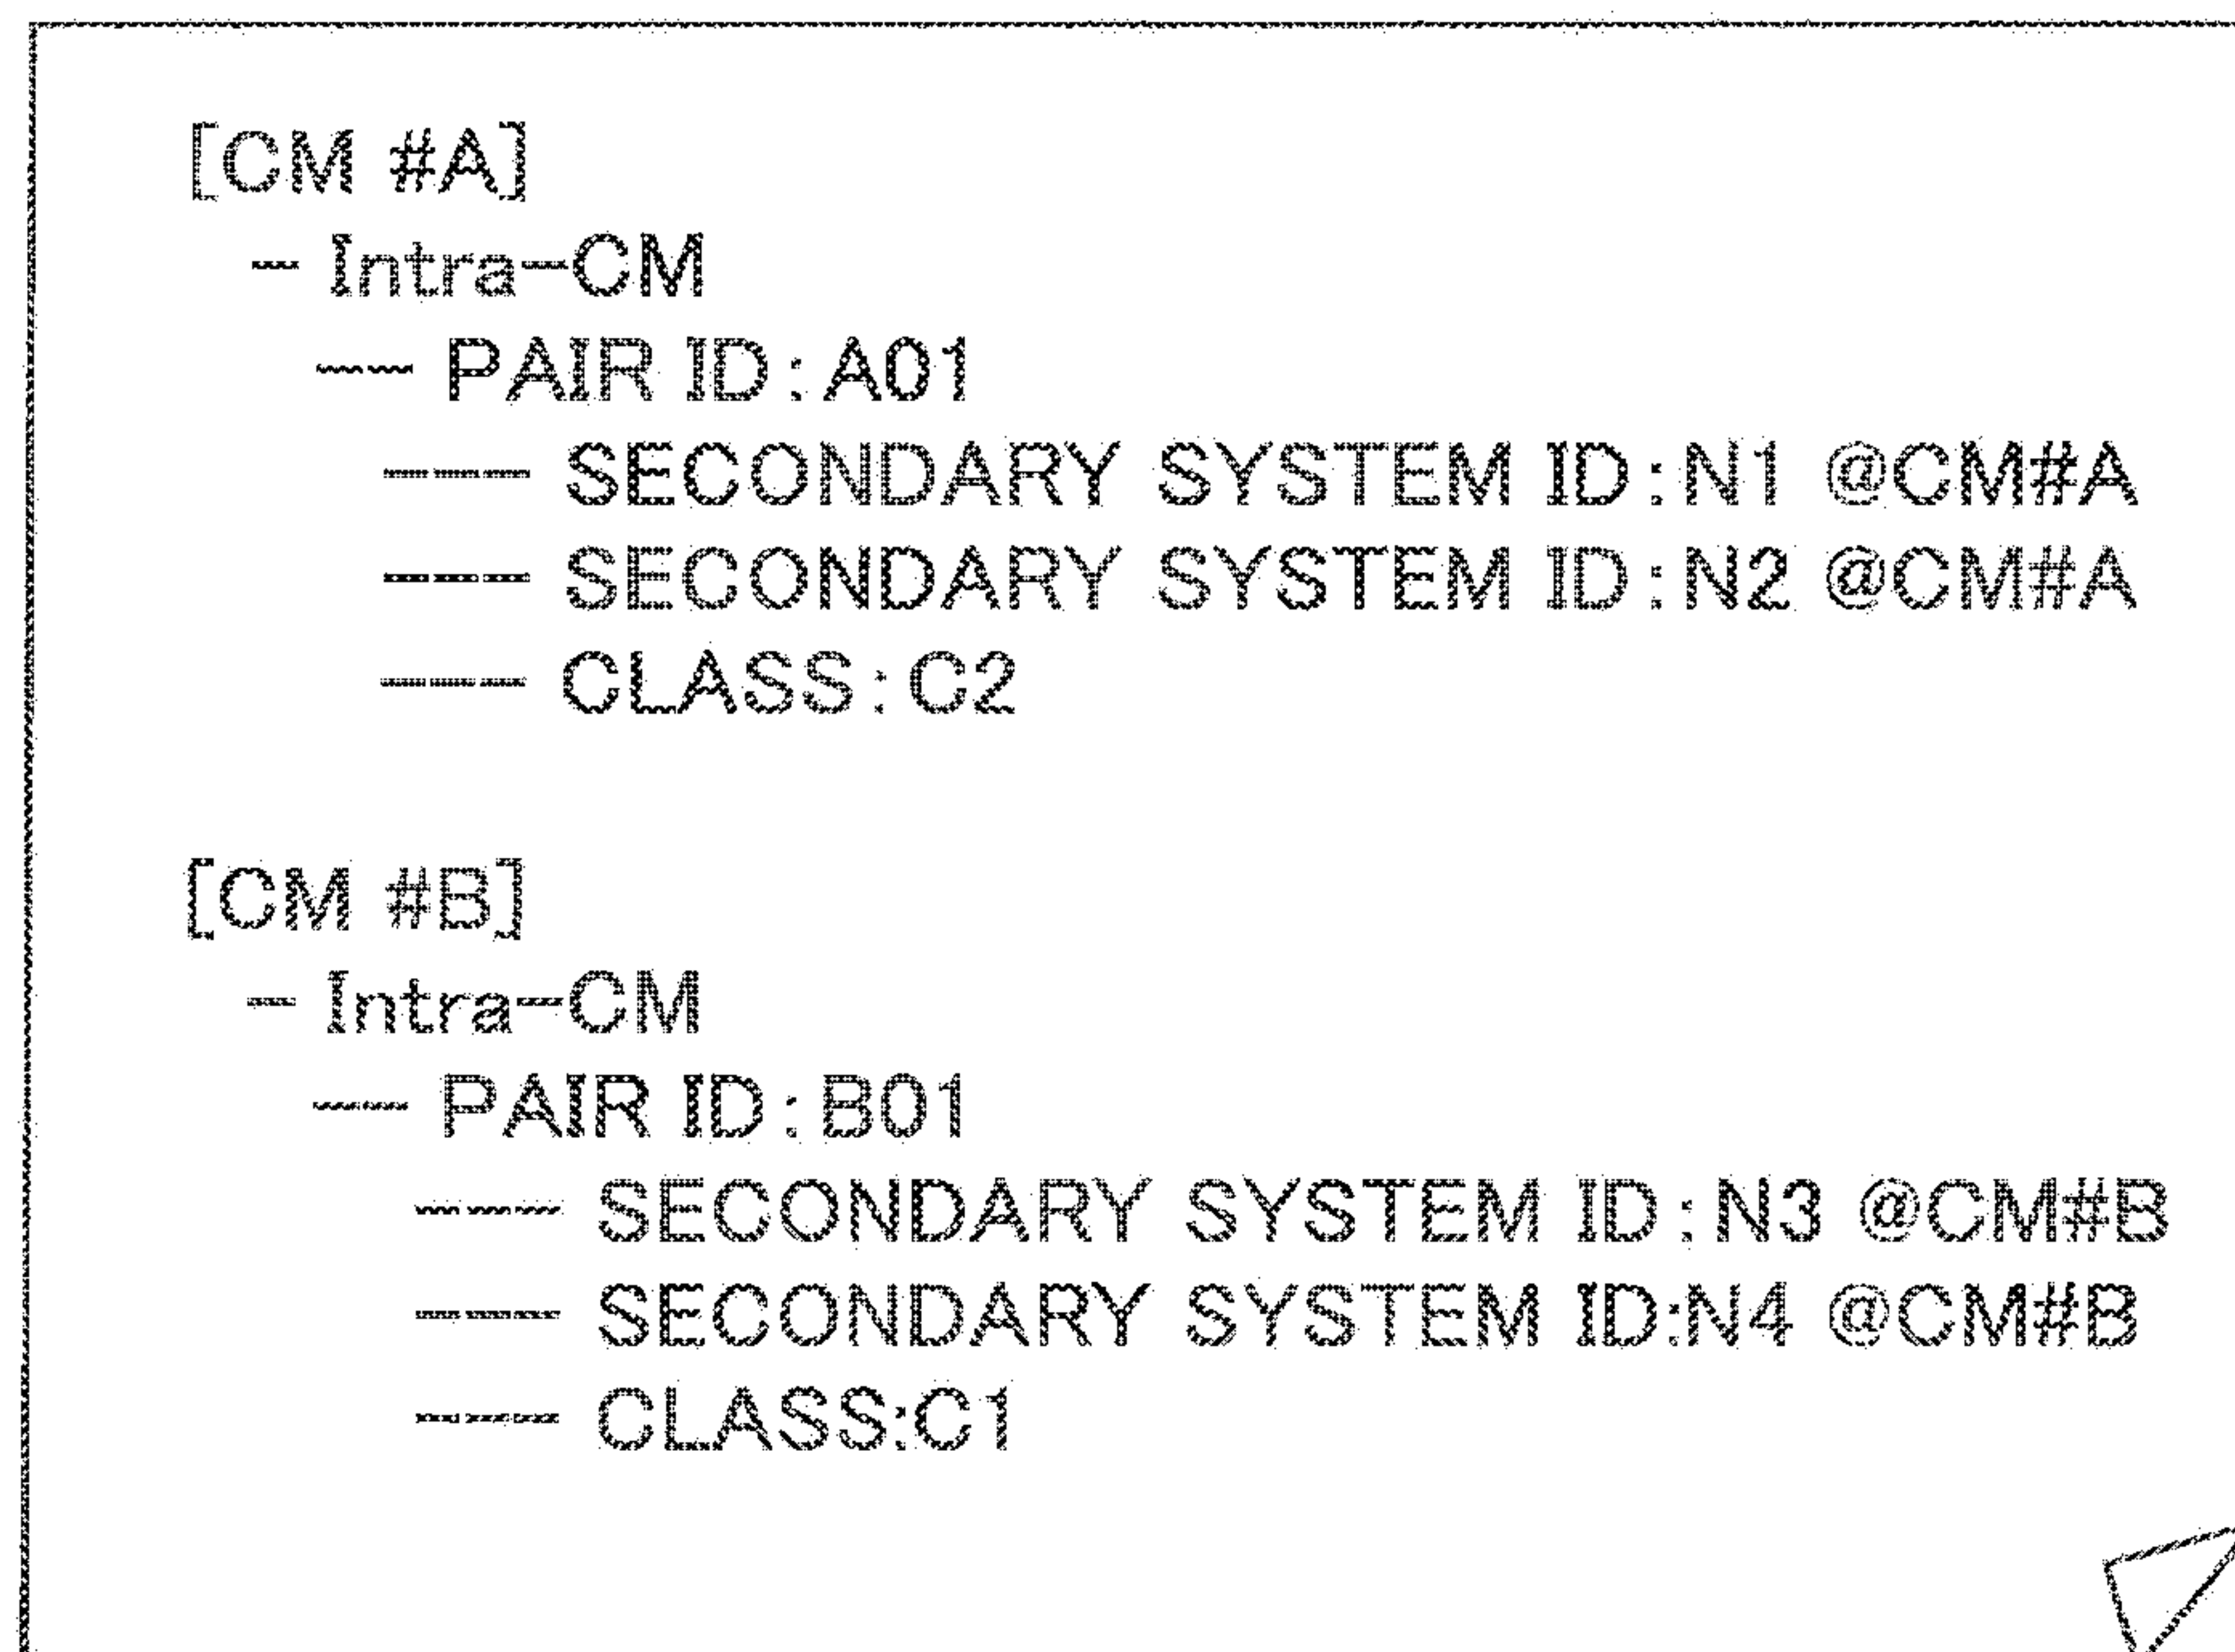 [CM #A]
- Intra-CM
-- PAIR ID:A01
--- SECONDARY SYSTEM ID:N1 @CM#A
--- SECONDARY SYSTEM ID:N2 @CM#A
--- CLASS:C2
[CM #B]
- Intra-CM
-- PAIR ID:B01
--- SECONDARY SYSTEM ID:N3 @CM#B
--- SECONDARY SYSTEM ID:N4 @CM#B
--- CLASS:C1